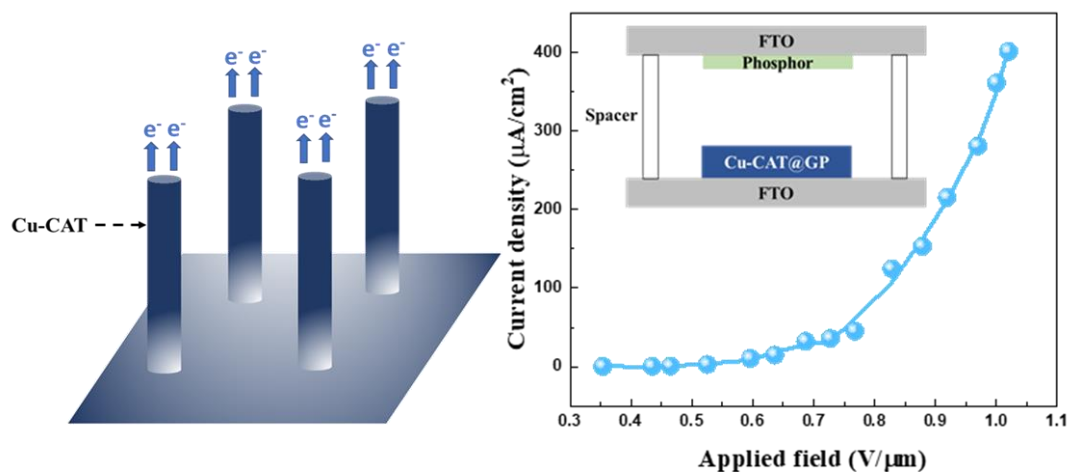 e⁻ e⁻
e⁻ e⁻
e⁻ e⁻
e⁻ e⁻
Cu-CAT
Current density (μA/cm²)
400
300
200
100
0
FTO
Phosphor
Spacer
Cu-CAT@GP
FTO
0.3 0.4 0.5 0.6 0.7 0.8 0.9 1.0 1.1
Applied field (V/μm)